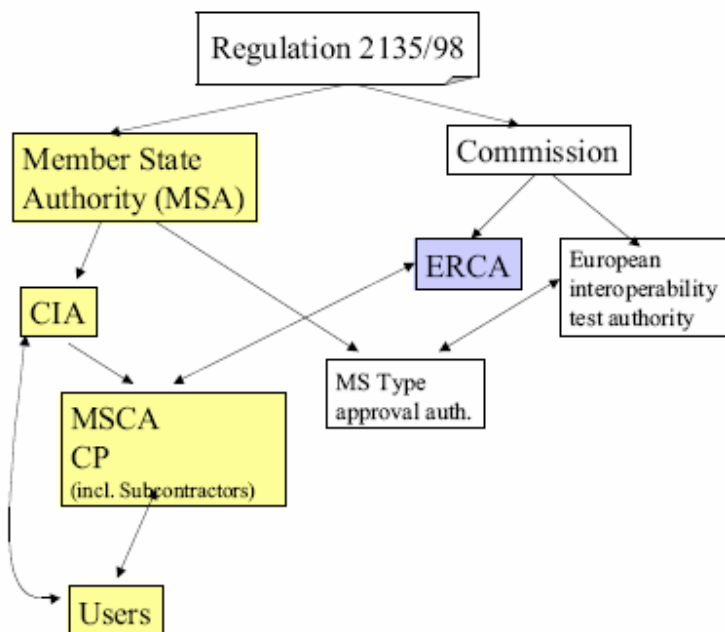 Regulation 2135/98
Member State
Authority (MSA)
Commission
ERCA
European
interoperability
test authority
CIA
MS Type
approval auth.
MSCA
CP
(incl. Subcontractors)
Users